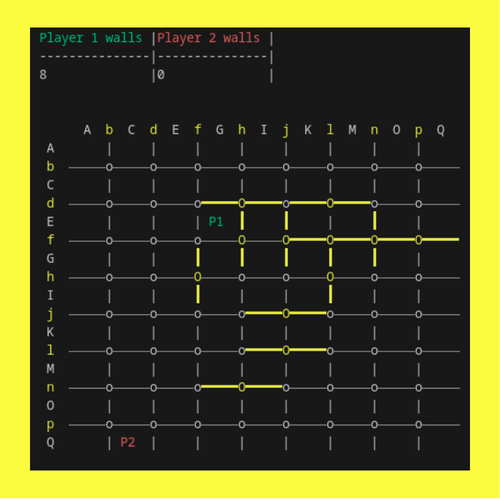 Player 1 walls |Player 2 walls |
---------------|---------------|
8 |0 |
A b C d E f G h I j K l M n O p Q
A
b
C
d
E P1
f
G
h
I
j
K
l
M
n
O
p
Q P2